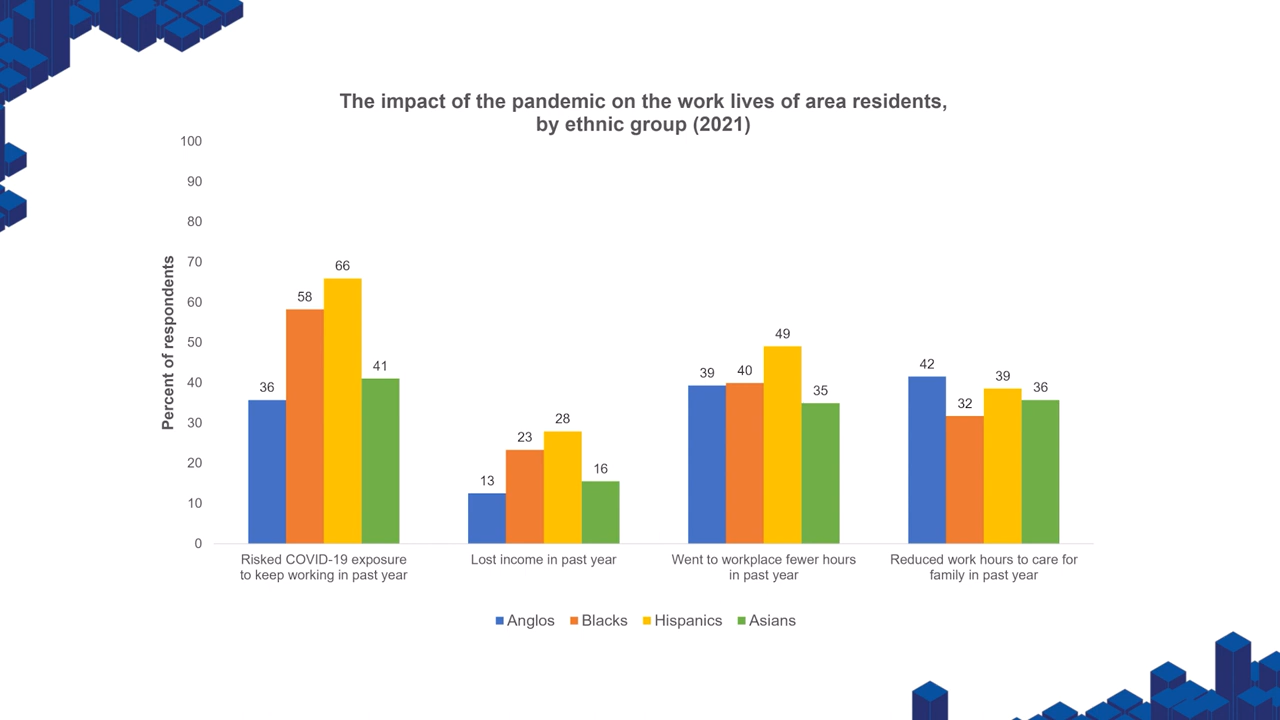 The impact of the pandemic on the work lives of area residents,
by ethnic group (2021)
Percent of respondents
100
90
80
70
60
50
40
30
20
10
0
36
58
66
41
13
23
28
16
39
40
49
35
42
32
39
36
Risked COVID-19 exposure
to keep working in past year
Lost income in past year
Went to workplace fewer hours
in past year
Reduced work hours to care for
family in past year
Anglos Blacks Hispanics Asians